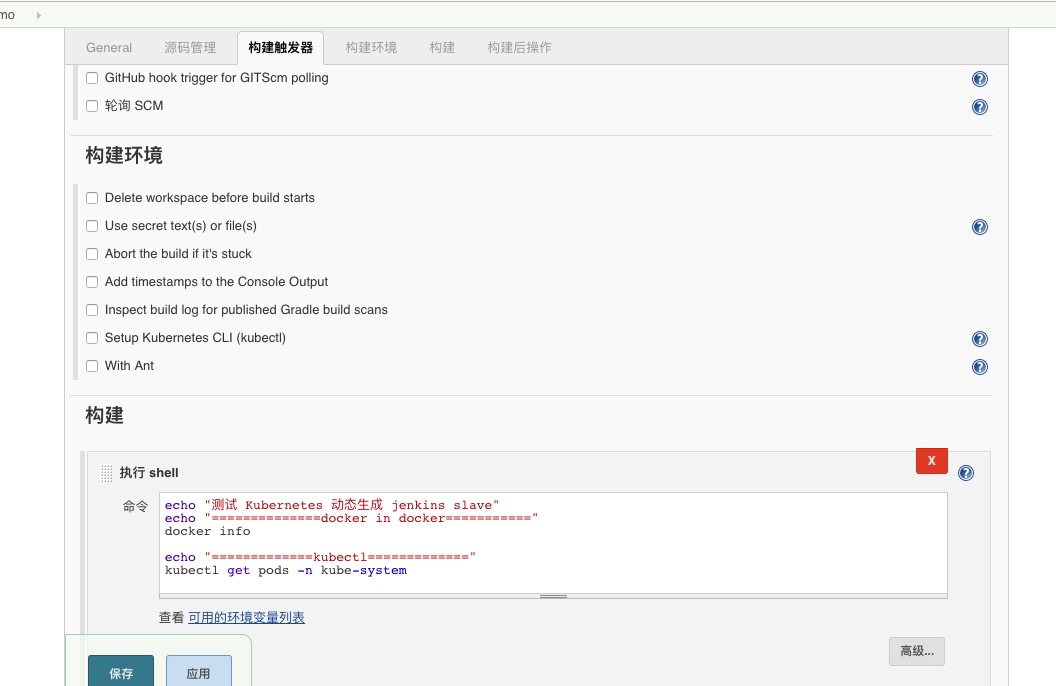 mo
General 源码管理 构建触发器 构建环境 构建 构建后操作
GitHub hook trigger for GITScm polling
轮询 SCM
构建环境
Delete workspace before build starts
Use secret text(s) or file(s)
Abort the build if it's stuck
Add timestamps to the Console Output
Inspect build log for published Gradle build scans
Setup Kubernetes CLI (kubectl)
With Ant
构建
X
执行 shell
命令
echo "测试 Kubernetes 动态生成 jenkins slave"
echo "==============docker in docker==========="
docker info
echo "=============kubectl============="
kubectl get pods -n kube-system
查看 可用的环境变量列表
高级...
保存 应用